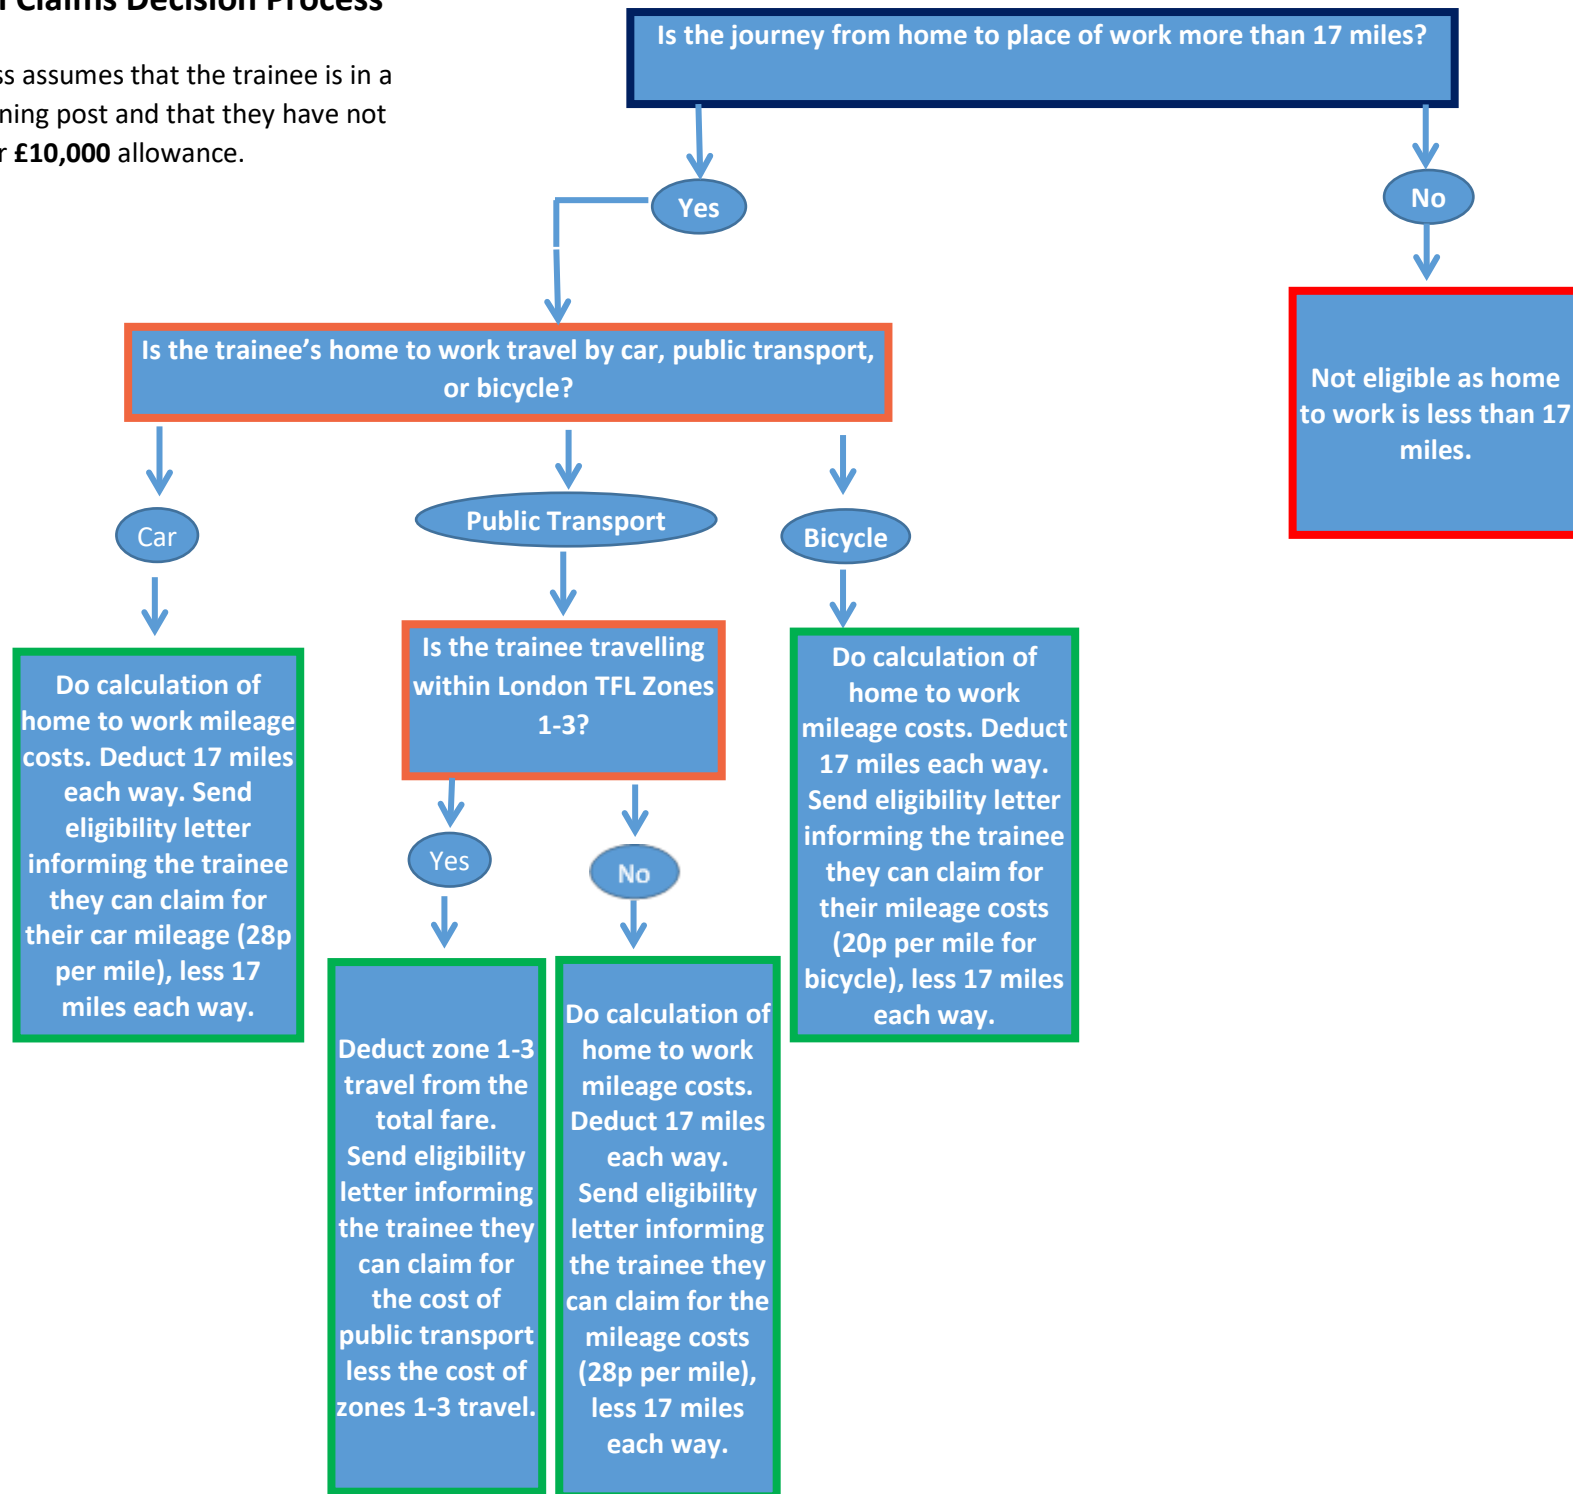 Claims Decision Process
assumes that the trainee is in a
post and that they have not
£10,000 allowance.
Is the journey from home to place of work more than 17 miles?
Yes
No
Is the trainee’s home to work travel by car, public transport,
or bicycle?
Not eligible as home
to work is less than 17
miles.
Car
Public Transport
Bicycle
Do calculation of
home to work mileage
costs. Deduct 17 miles
each way. Send
eligibility letter
informing the trainee
they can claim for
their car mileage (28p
per mile), less 17
miles each way.
Is the trainee travelling
within London TFL Zones
1-3?
Do calculation of
home to work
mileage costs. Deduct
17 miles each way.
Send eligibility letter
informing the trainee
they can claim for
their mileage costs
(20p per mile for
bicycle), less 17 miles
each way.
Yes
No
Deduct zone 1-3
travel from the
total fare.
Send eligibility
letter informing
the trainee they
can claim for
the cost of
public transport
less the cost of
zones 1-3 travel.
Do calculation of
home to work
mileage costs.
Deduct 17 miles
each way.
Send eligibility
letter informing
the trainee they
can claim for the
mileage costs
(28p per mile),
less 17 miles
each way.